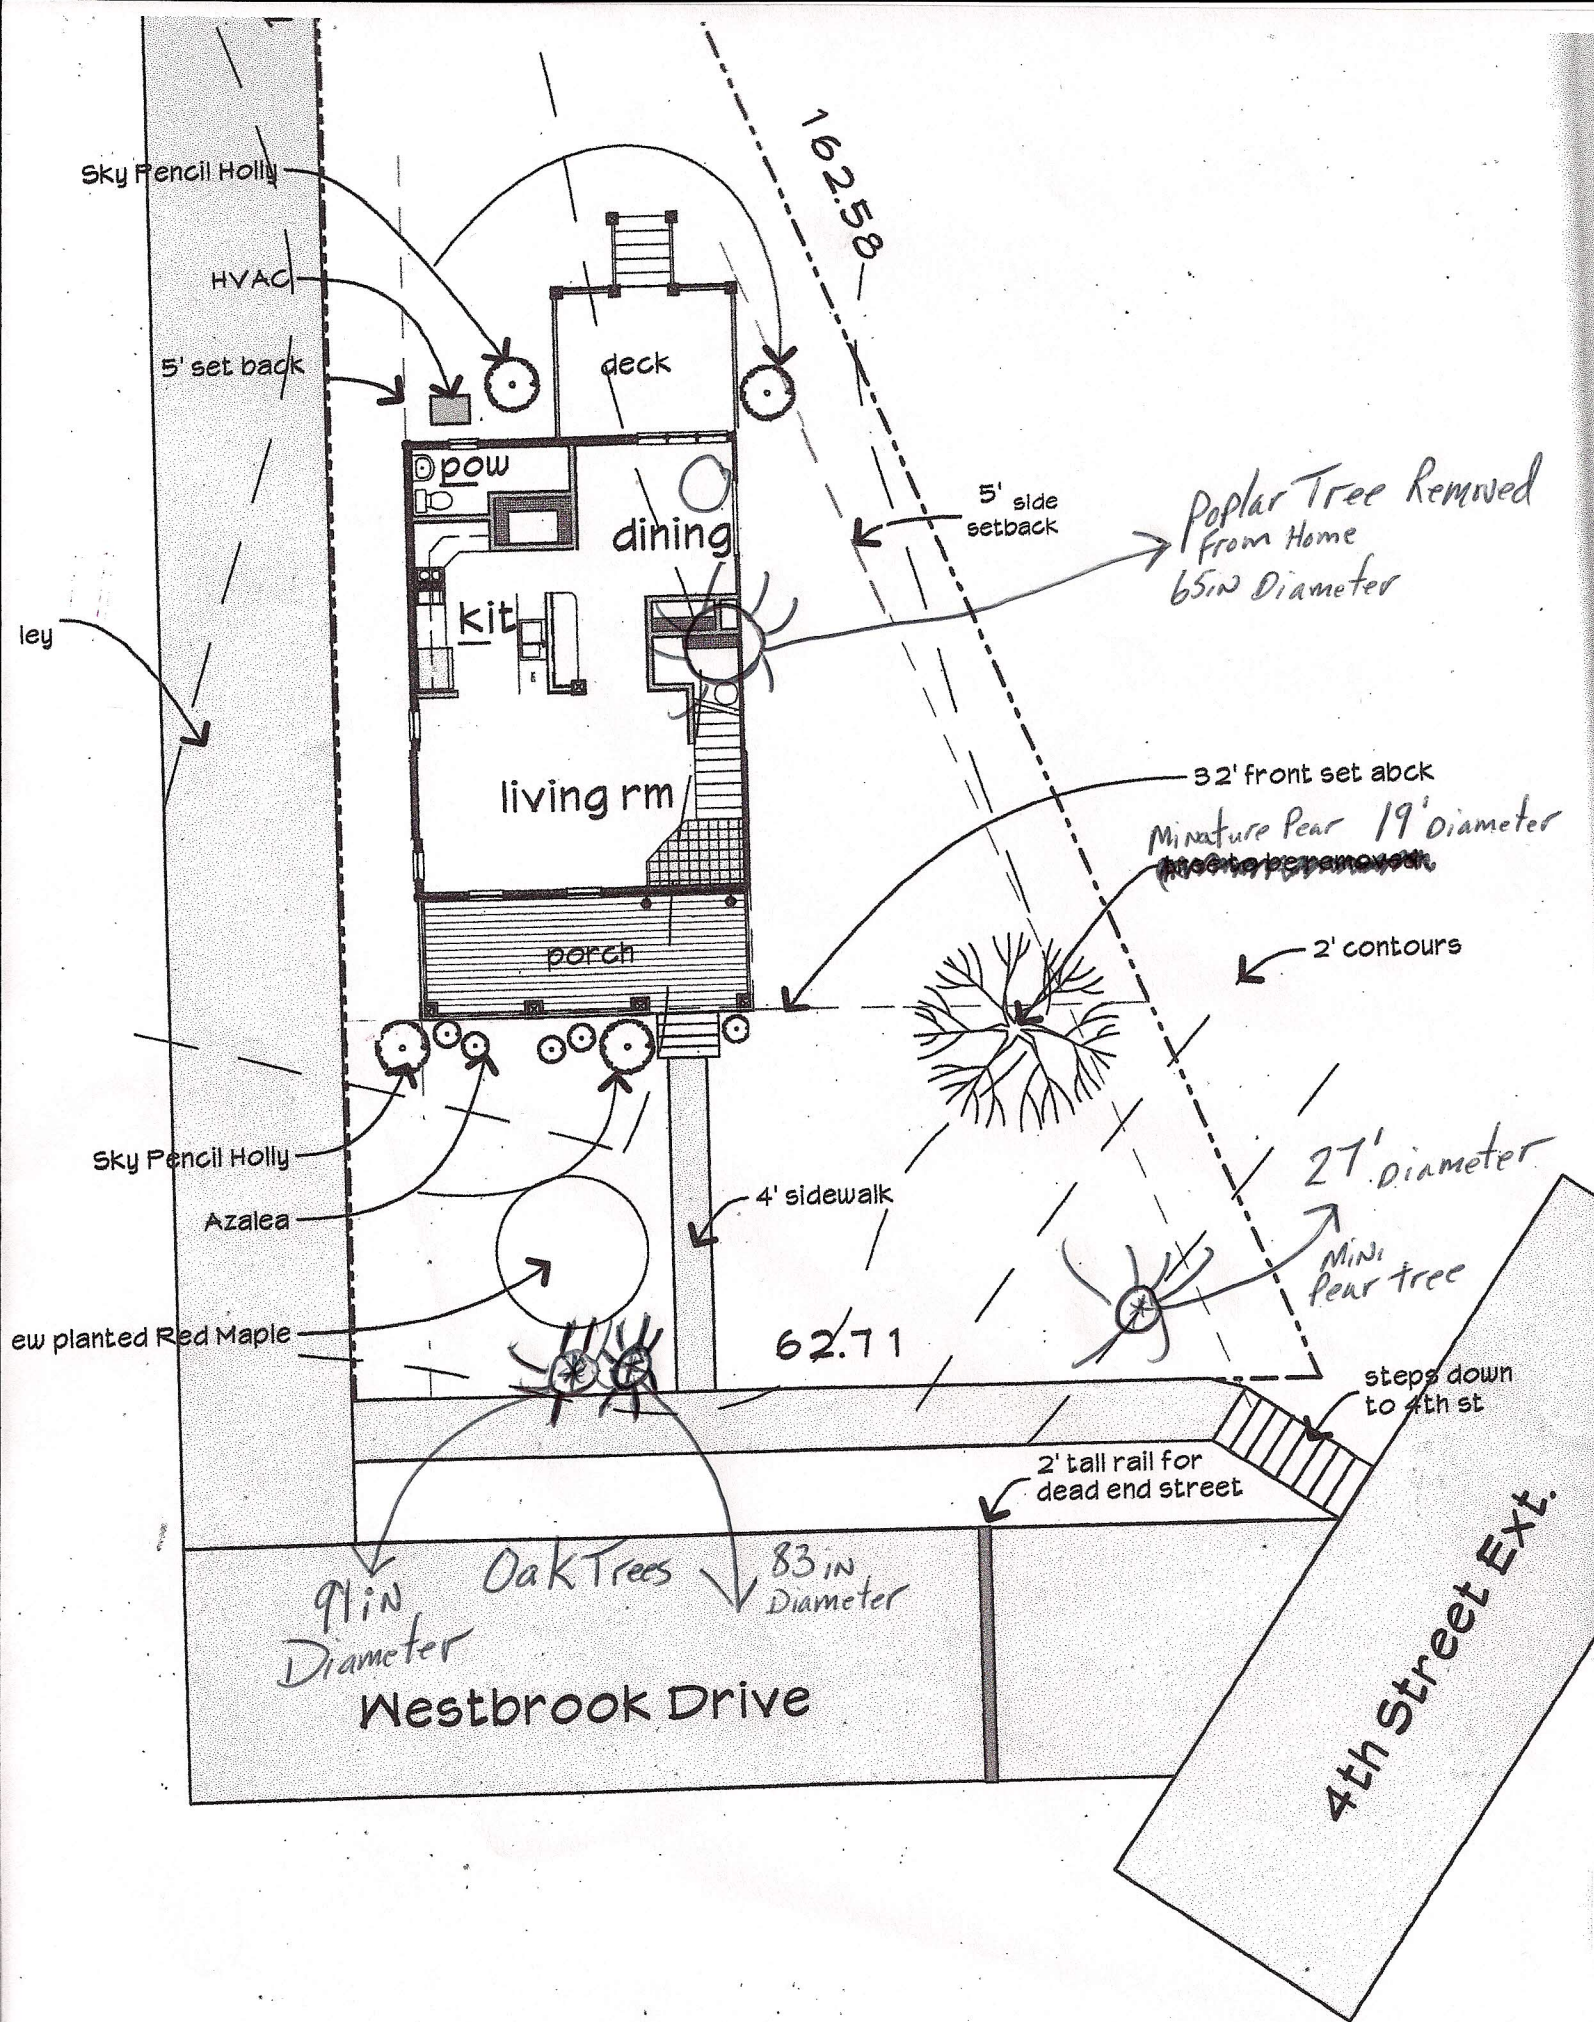 162.58
Sky Pencil Holly
HVAC
5' set back
deck
pow
dining
5' side
setback
Poplar Tree Removed
From Home
65in Diameter
kit
ley
living rm
32' front set abck
Minature Pear 19' Diameter
tree to be removed
porch
2' contours
Sky Pencil Holly
27' Diameter
4' sidewalk
Azalea
Mini
Pear tree
ew planted Red Maple
62.71
steps down
to 4th st
2' tall rail for
dead end street
91in
Diameter
Oak Trees
83in
Diameter
Westbrook Drive
4th Street Ext.